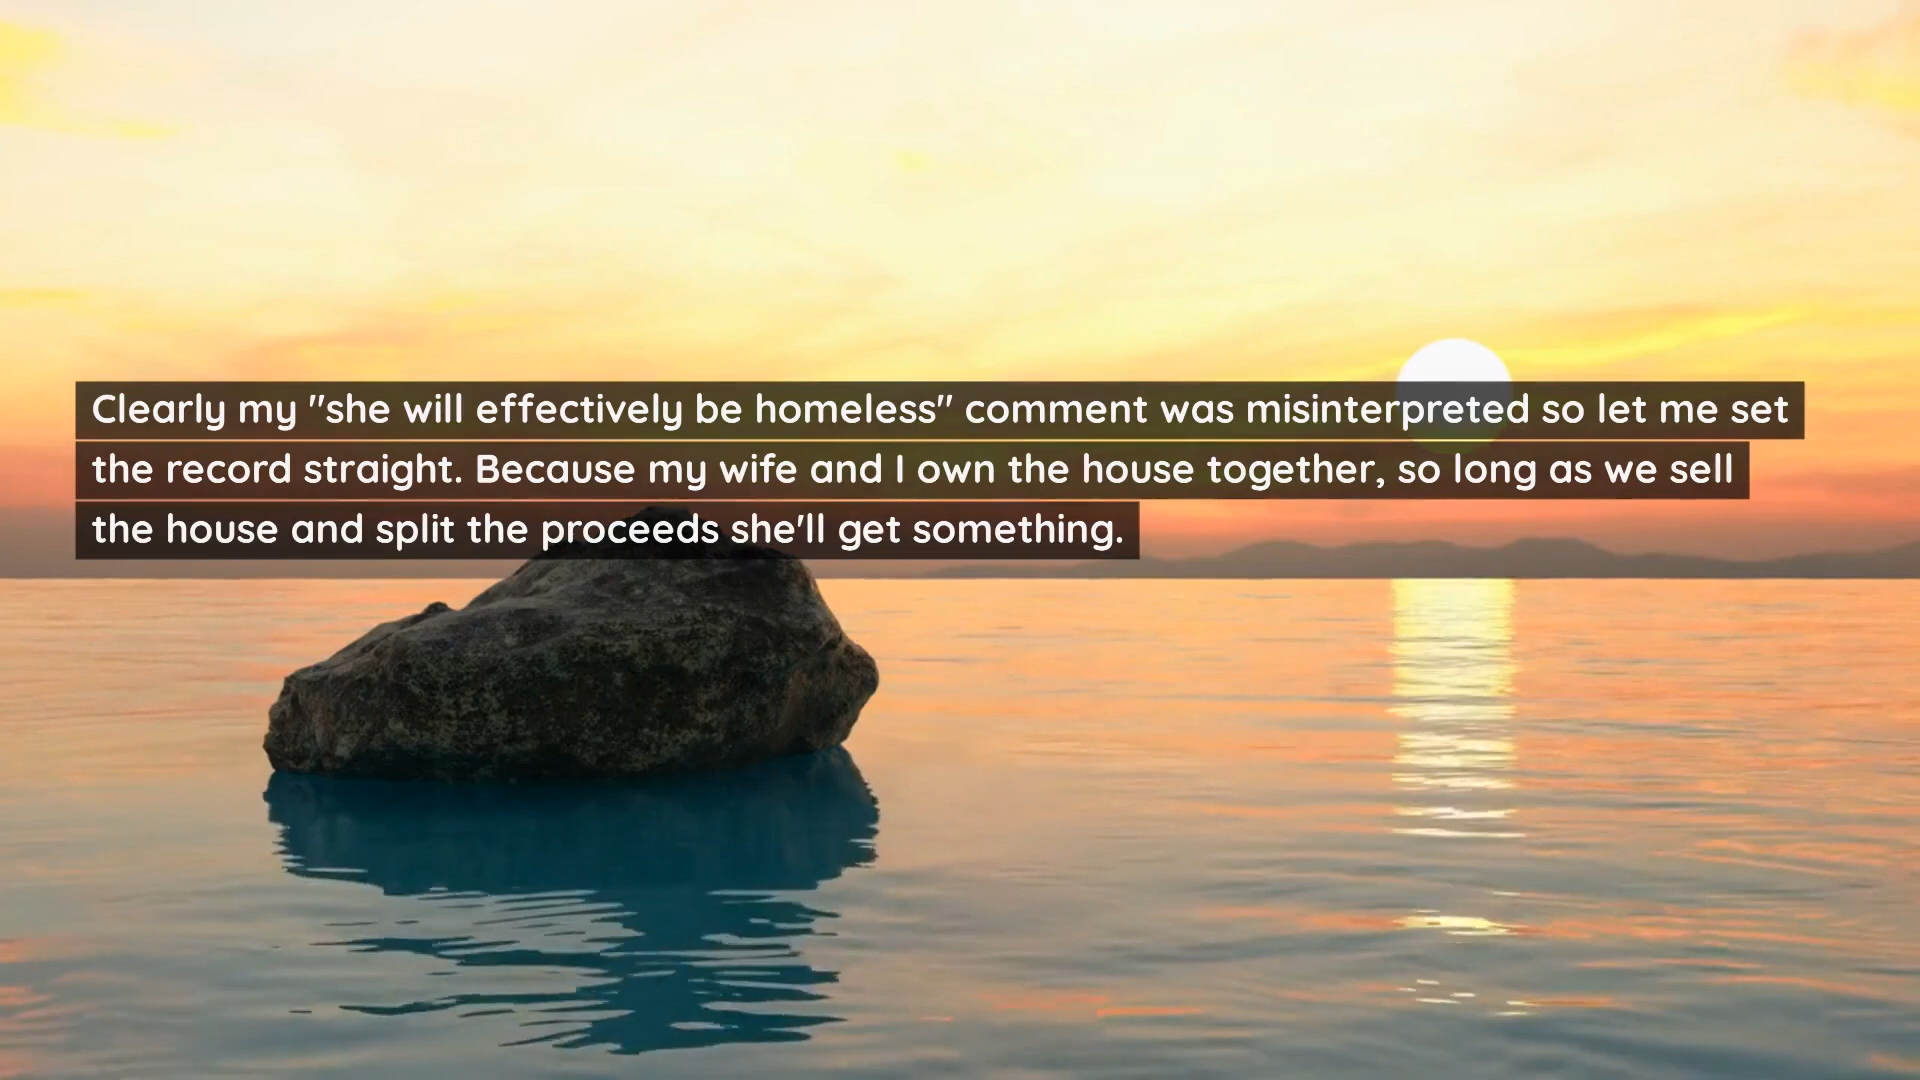 Clearly my "she will effectively be homeless" comment was misinterpreted so let me set
the record straight. Because my wife and I own the house together, so long as we sell
the house and split the proceeds she'll get something.